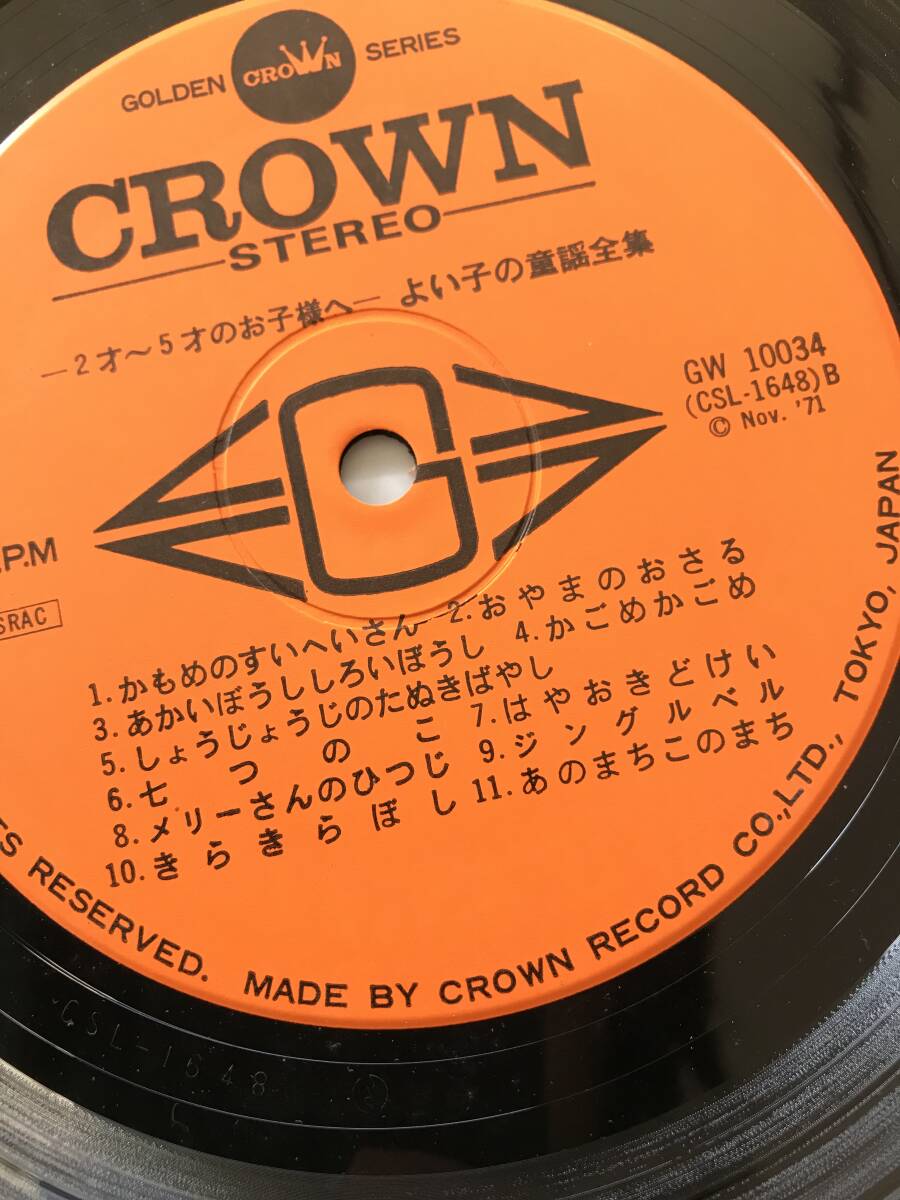 GOLDEN CROWN SERIES
CROWN
STEREO
—2才～5才のお子様へ— よい子の童謡全集
GW 10034
(CSL-1648)B
© Nov. '71
P.M
SRAC
1. かもめのすいへいさん 2. おやまのおさる
3. あかいぼうししろいぼうし 4. かごめかごめ
5. しょうじょうじのたぬきばやし
6. 七つのこ 7. はやおきどけい
8. メリーさんのひつじ 9. ジングルベル
10. きらきらぼし 11. あのまちこのまち
TS RESERVED. MADE BY CROWN RECORD CO.,LTD., TOKYO, JAPAN
CSL-1648